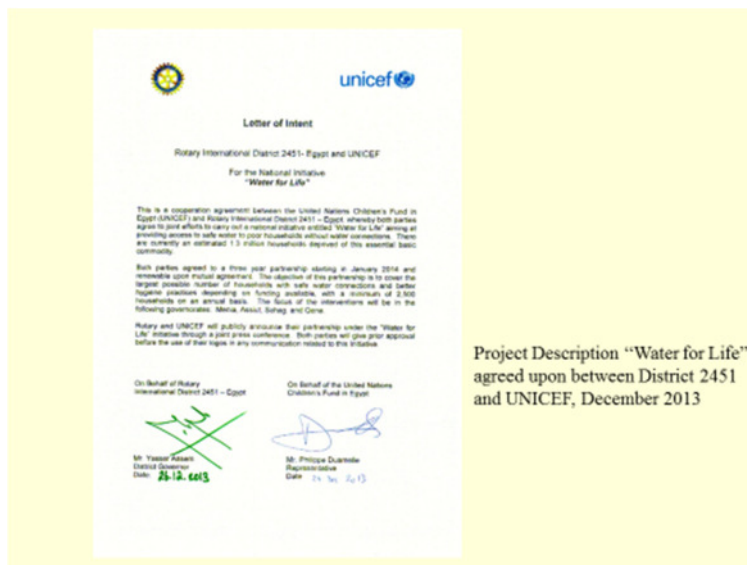 unicef
Letter of Intent
Rotary International District 2451- Egypt and UNICEF
For the National Initiative
"Water for Life"
This is a cooperation agreement between the United Nations Children's Fund in
Egypt (UNICEF) and Rotary International District 2451 – Egypt, whereby both parties
agree to joint efforts to carry out a national initiative entitled "Water for Life" aiming at
providing access to safe water to poor households without water connections. There
are currently an estimated 1.3 million households deprived of this essential basic
commodity.
Both parties agreed to a three year partnership starting in January 2014 and
renewable upon mutual agreement. The objective of this partnership is to cover the
largest possible number of households with safe water connections and better
hygiene practices depending on funding available, with a minimum of 2,500
households on an annual basis. The focus of the interventions will be in the
following governorates: Menia, Assiut, Sohag, and Qena.
Rotary and UNICEF will publicly announce their partnership under the "Water for
Life" initiative through a joint press conference. Both parties will give prior approval
before the use of their logos in any communication related to this initiative.
On Behalf of Rotary
International District 2451 – Egypt
Mr. Yasser Assem
District Governor
Date: 26.12.2013
On Behalf of the United Nations
Children's Fund in Egypt
Mr. Philippe Duamelle
Representative
Date 2013
Project Description “Water for Life”
agreed upon between District 2451
and UNICEF, December 2013